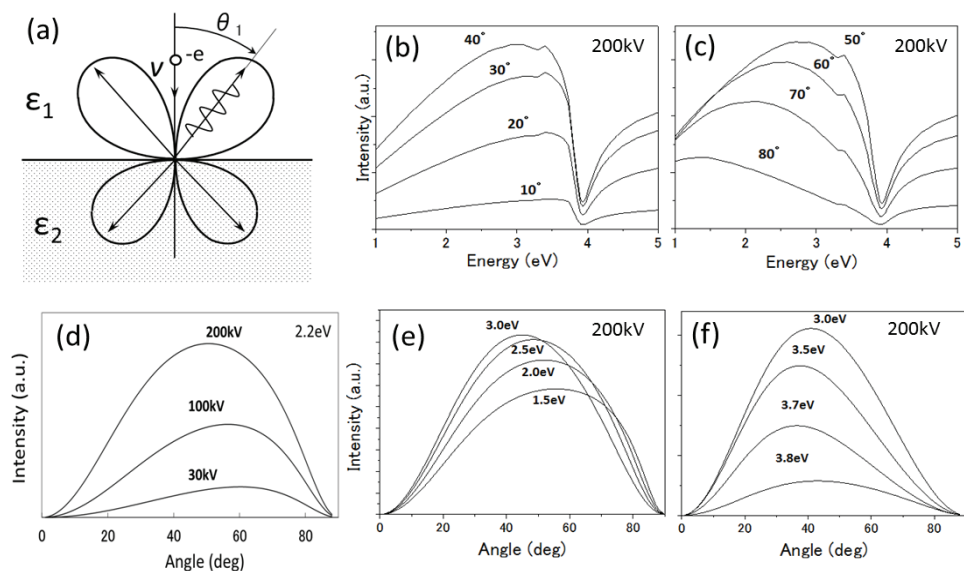 (a)
θ1
-e
v
ε1
ε2
(b)
200kV
40°
30°
20°
10°
Intensity (a.u.)
1 2 3 4 5
Energy (eV)
(c)
200kV
50°
60°
70°
80°
1 2 3 4 5
Energy (eV)
(d)
200kV
2.2eV
100kV
30kV
Intensity (a.u.)
0 20 40 60 80
Angle (deg)
(e)
200kV
3.0eV
2.5eV
2.0eV
1.5eV
Intensity (a.u.)
0 20 40 60 80
Angle (deg)
(f)
200kV
3.0eV
3.5eV
3.7eV
3.8eV
0 20 40 60 80
Angle (deg)